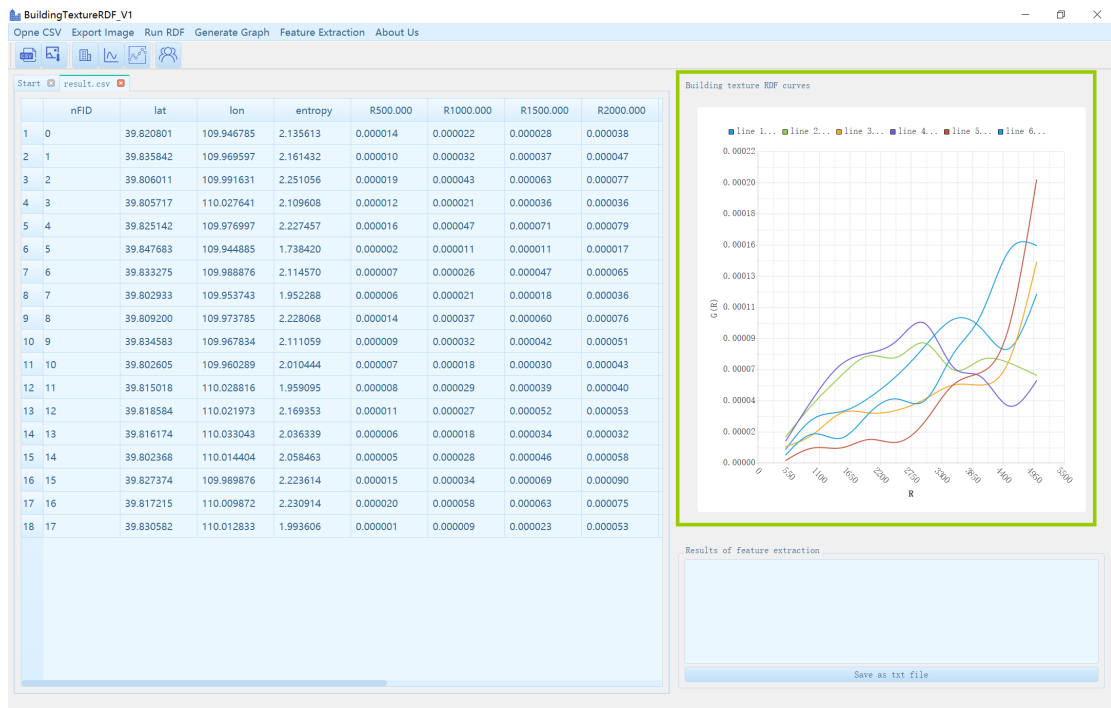 BuildingTextureRDF_V1
Opne CSV Export Image Run RDF Generate Graph Feature Extraction About Us
CSV
Start result.csv
nFID lat lon entropy R500.000 R1000.000 R1500.000 R2000.000
1 0 39.820801 109.946785 2.135613 0.000014 0.000022 0.000028 0.000038
2 1 39.835842 109.969597 2.161432 0.000010 0.000032 0.000037 0.000047
3 2 39.806011 109.991631 2.251056 0.000019 0.000043 0.000063 0.000077
4 3 39.805717 110.027641 2.109608 0.000012 0.000021 0.000036 0.000036
5 4 39.825142 109.976997 2.227457 0.000016 0.000047 0.000071 0.000079
6 5 39.847683 109.944885 1.738420 0.000002 0.000011 0.000011 0.000017
7 6 39.833275 109.988876 2.114570 0.000007 0.000026 0.000047 0.000065
8 7 39.802933 109.953743 1.952288 0.000006 0.000021 0.000018 0.000036
9 8 39.809200 109.973785 2.228068 0.000014 0.000037 0.000060 0.000076
10 9 39.834583 109.967834 2.111059 0.000009 0.000032 0.000042 0.000051
11 10 39.802605 109.960289 2.010444 0.000007 0.000018 0.000030 0.000043
12 11 39.815018 110.028816 1.959095 0.000008 0.000029 0.000039 0.000040
13 12 39.818584 110.021973 2.169353 0.000011 0.000027 0.000052 0.000053
14 13 39.816174 110.033043 2.036339 0.000006 0.000018 0.000034 0.000032
15 14 39.802368 110.014404 2.058463 0.000005 0.000028 0.000046 0.000058
16 15 39.827374 109.989876 2.223614 0.000015 0.000034 0.000069 0.000090
17 16 39.817215 110.009872 2.230914 0.000020 0.000058 0.000063 0.000075
18 17 39.830582 110.012833 1.993606 0.000001 0.000009 0.000023 0.000053
Building texture RDF curves
line 1... line 2... line 3... line 4... line 5... line 6...
0.00022
0.00020
0.00018
0.00016
0.00013
0.00011
0.00009
0.00007
0.00004
0.00002
0.00000
G(R)
0 550 1100 1650 2200 2750 3300 3850 4400 4950 5500
R
Results of feature extraction
Save as txt file